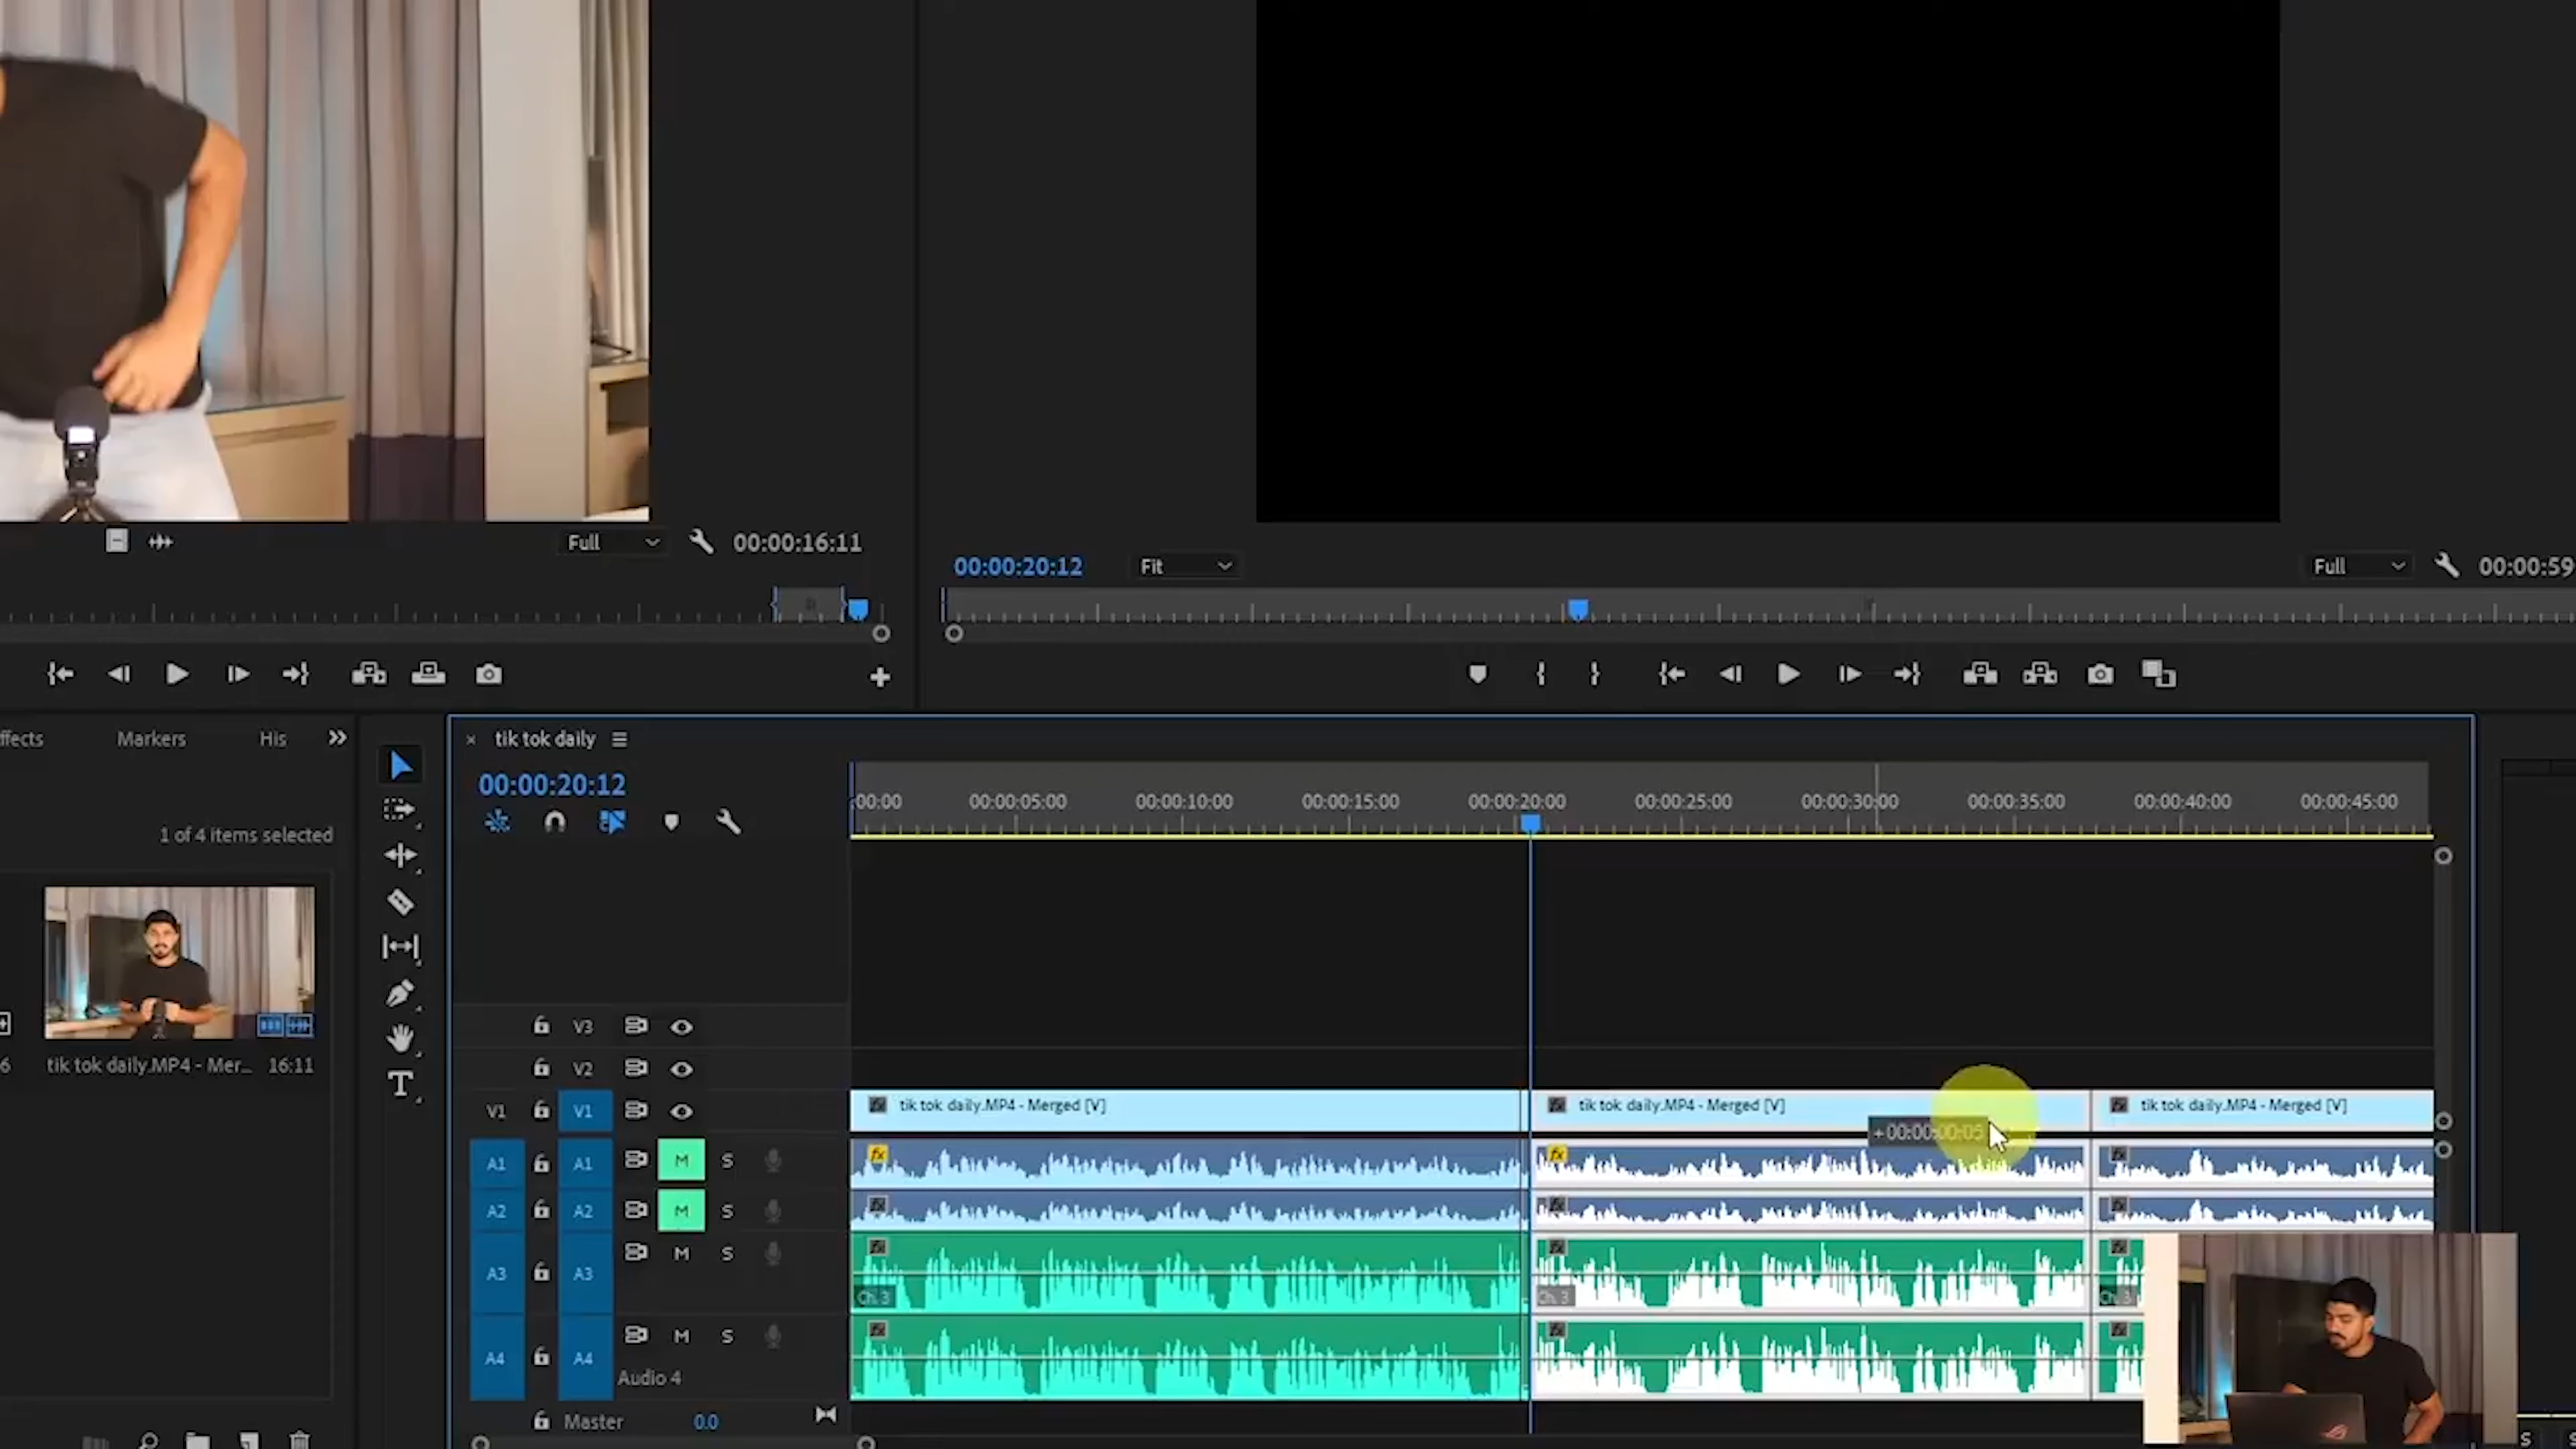 Full
00:00:16:11
00:00:20:12
Fit
Full
00:00:59
ffects
Markers
His
tik tok daily
00:00:20:12
1 of 4 items selected
:00:00
00:00:05:00
00:00:10:00
00:00:15:00
00:00:20:00
00:00:25:00
00:00:30:00
00:00:35:00
00:00:40:00
00:00:45:00
6
tik tok daily.MP4 - Mer...
16:11
T
V3
V2
V1
V1
tik tok daily.MP4 - Merged [V]
tik tok daily.MP4 - Merged [V]
tik tok daily.MP4 - Merged [V]
+00:00:00:05
A1
A1
M
S
fx
fx
A2
A2
M
S
A3
A3
M
S
Ch. 3
Ch. 3
Ch. 3
A4
A4
M
S
Audio 4
Master
0.0
S